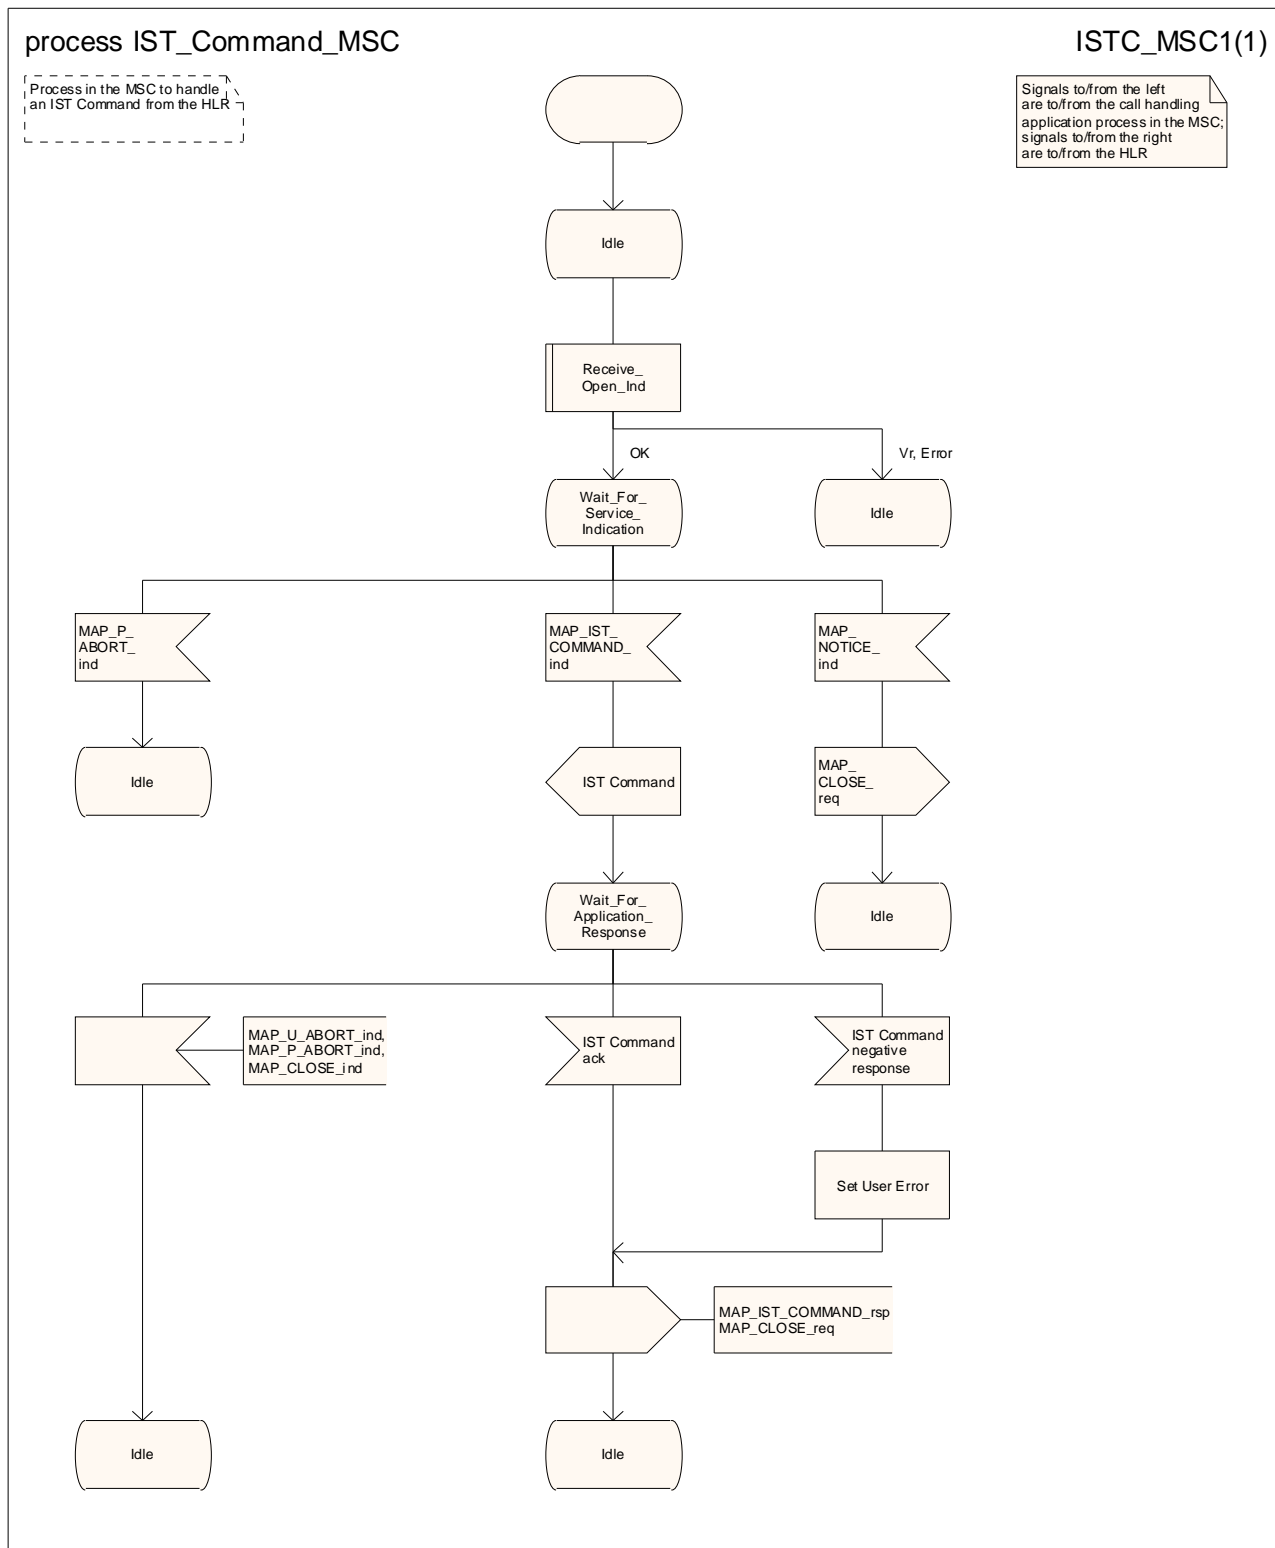 process IST_Command_MSC
ISTC_MSC1(1)
Process in the MSC to handle
an IST Command from the HLR
Signals to/from the left
are to/from the call handling
application process in the MSC;
signals to/from the right
are to/from the HLR
Idle
Receive_
Open_Ind
OK
Vr, Error
Wait_For_
Service_
Indication
Idle
MAP_P_
ABORT_
ind
MAP_IST_
COMMAND_
ind
MAP_
NOTICE_
ind
Idle
IST Command
MAP_
CLOSE_
req
Wait_For_
Application_
Response
Idle
MAP_U_ABORT_ind,
MAP_P_ABORT_ind,
MAP_CLOSE_ind
IST Command
ack
IST Command
negative
response
Set User Error
MAP_IST_COMMAND_rsp
MAP_CLOSE_req
Idle
Idle